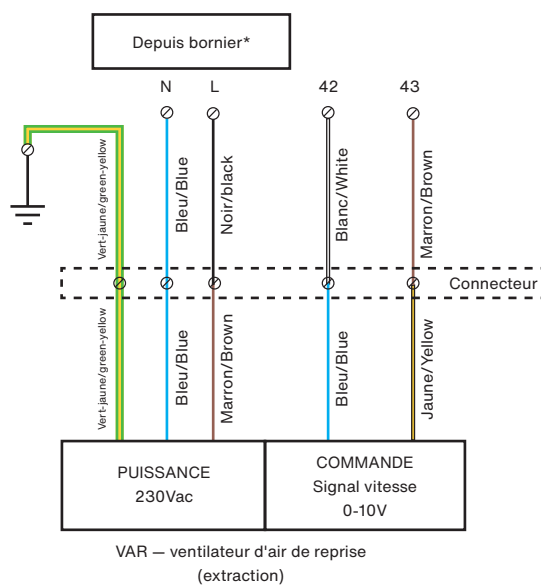 Depuis bornier*
N L 42 43
Vert-jaune/green-yellow
Bleu/Blue
Noir/black
Blanc/White
Marron/Brown
Connecteur
Vert-jaune/green-yellow
Bleu/Blue
Marron/Brown
Bleu/Blue
Jaune/Yellow
PUISSANCE
230Vac
COMMANDE
Signal vitesse
0-10V
VAR — ventilateur d'air de reprise
(extraction)